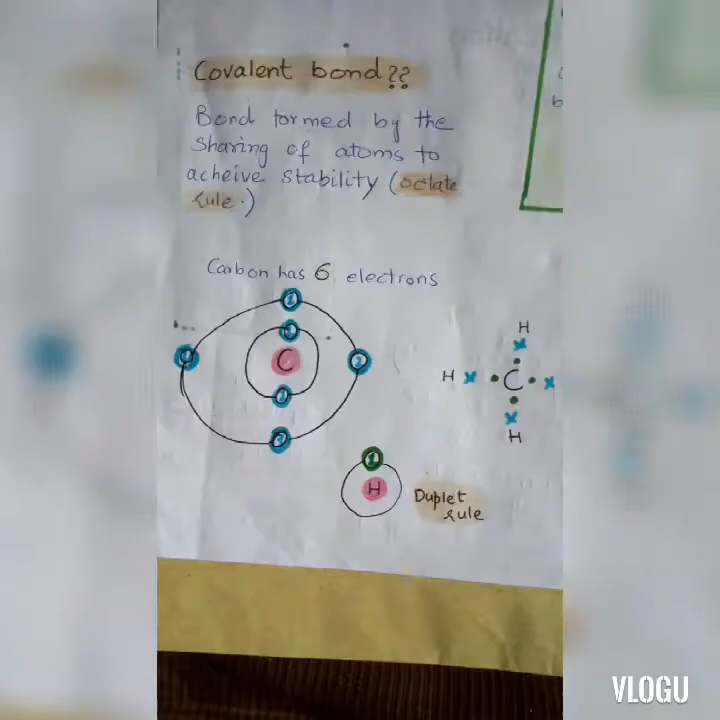 Covalent bond??
Bond formed by the
sharing of atoms to
acheive stability (octate
rule.)
Carbon has 6 electrons
C
H
H C
H
H
Duplet
rule
VLOGU